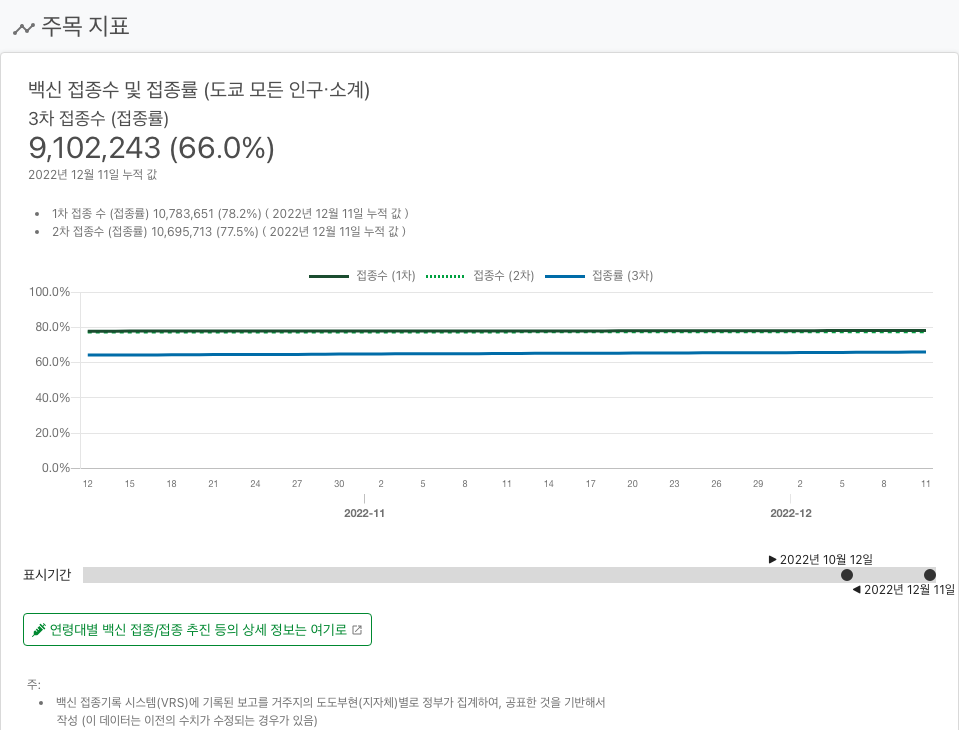 주목 지표
백신 접종수 및 접종률 (도쿄 모든 인구·소계)
3차 접종수 (접종률)
9,102,243 (66.0%)
2022년 12월 11일 누적 값
• 1차 접종 수 (접종률) 10,783,651 (78.2%) ( 2022년 12월 11일 누적 값 )
• 2차 접종수 (접종률) 10,695,713 (77.5%) ( 2022년 12월 11일 누적 값 )
접종수 (1차) 접종수 (2차) 접종률 (3차)
100.0%
80.0%
60.0%
40.0%
20.0%
0.0%
12 15 18 21 24 27 30 2 5 8 11 14 17 20 23 26 29 2 5 8 11
2022-11 2022-12
▶ 2022년 10월 12일
표시기간
◀ 2022년 12월 11일
연령대별 백신 접종/접종 추진 등의 상세 정보는 여기로
주:
• 백신 접종기록 시스템(VRS)에 기록된 보고를 거주지의 도도부현(지자체)별로 정부가 집계하여, 공표한 것을 기반해서
작성 (이 데이터는 이전의 수치가 수정되는 경우가 있음)